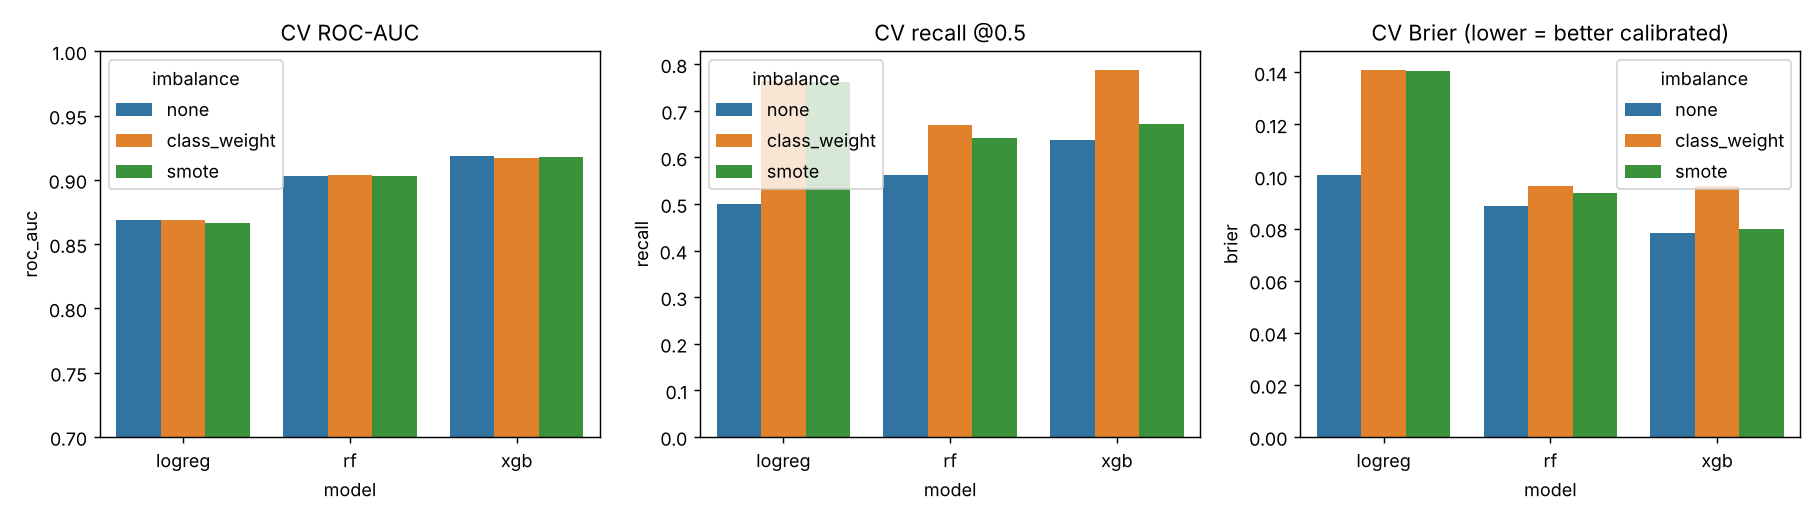 CV ROC-AUC
1.00
0.95
0.90
0.85
0.80
0.75
0.70
roc_auc
imbalance
none
class_weight
smote
logreg rf xgb
model
CV recall @0.5
0.8
0.7
0.6
0.5
0.4
0.3
0.2
0.1
0.0
recall
imbalance
none
class_weight
smote
logreg rf xgb
model
CV Brier (lower = better calibrated)
0.14
0.12
0.10
0.08
0.06
0.04
0.02
0.00
brier
imbalance
none
class_weight
smote
logreg rf xgb
model